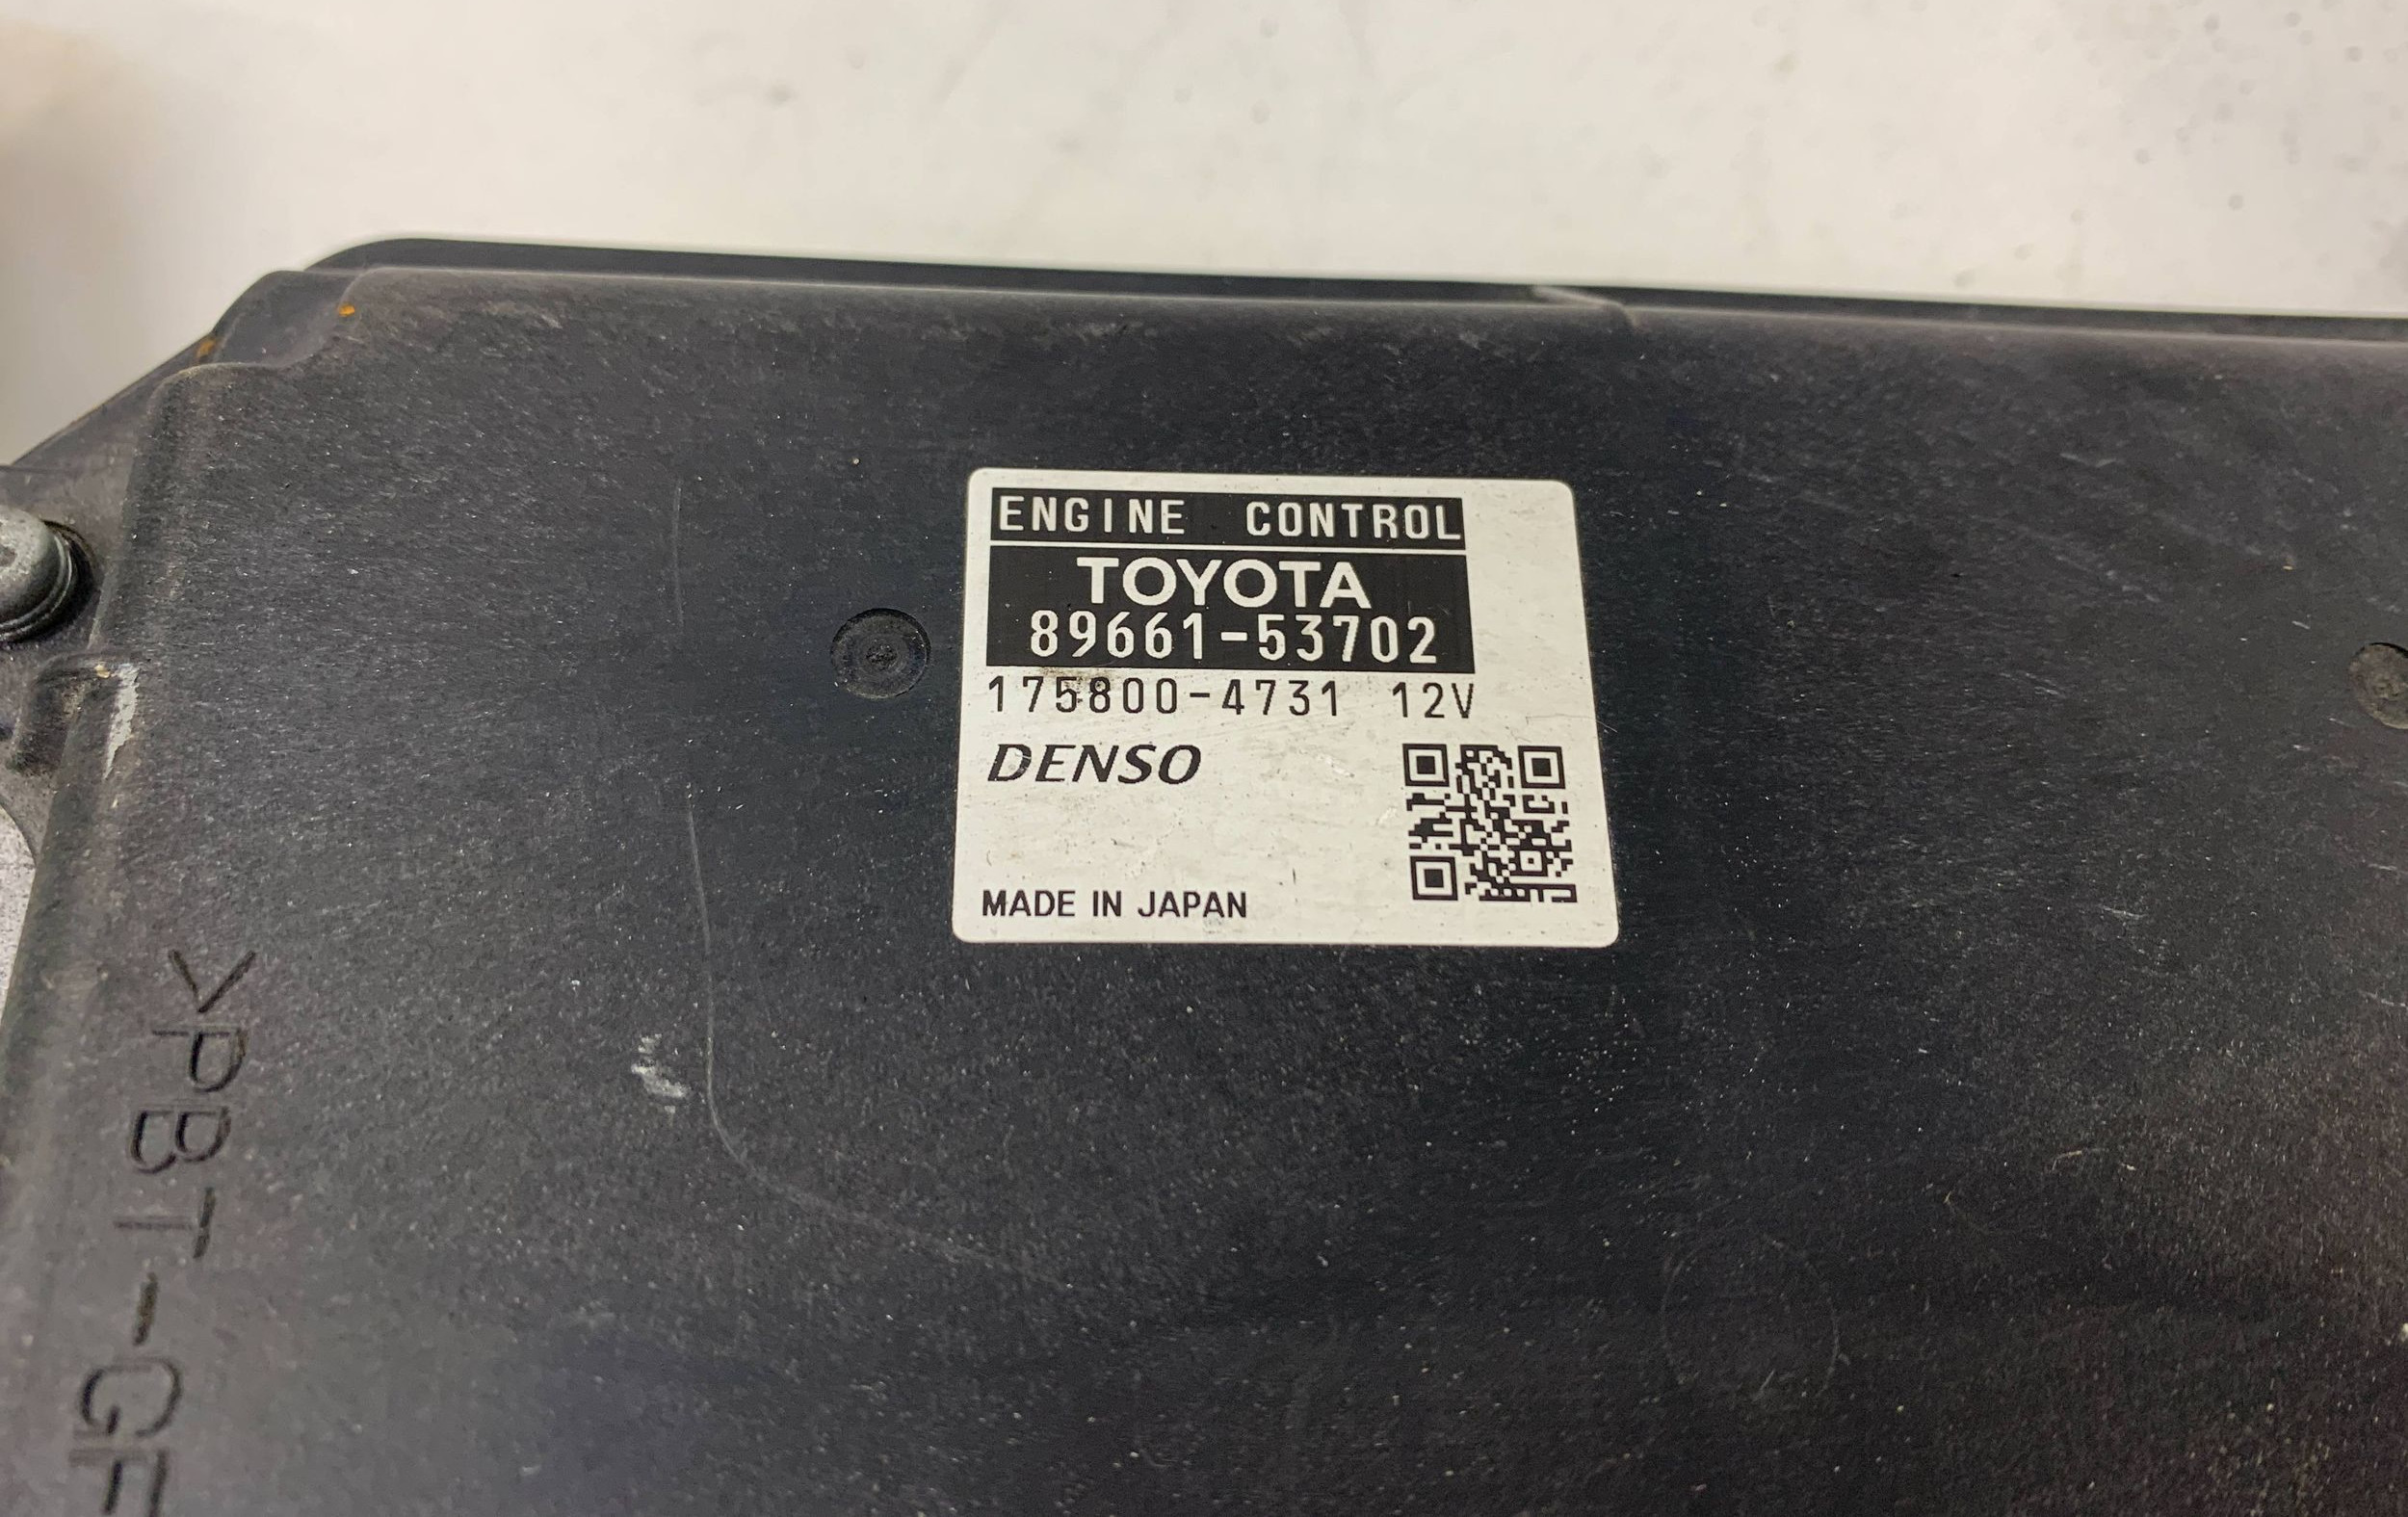 ENGINE CONTROL
TOYOTA
89661-53702
175800-4731 12V
DENSO
MADE IN JAPAN
>PBT-GF